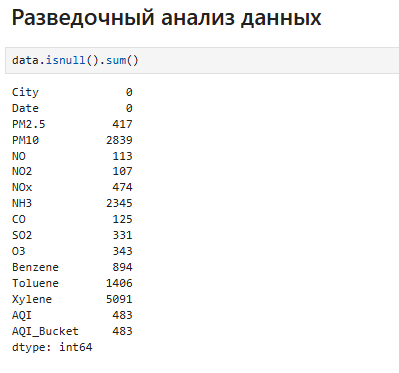 Разведочный анализ данных
data.isnull().sum()
City 0
Date 0
PM2.5 417
PM10 2839
NO 113
NO2 107
NOx 474
NH3 2345
CO 125
SO2 331
O3 343
Benzene 894
Toluene 1406
Xylene 5091
AQI 483
AQI_Bucket 483
dtype: int64